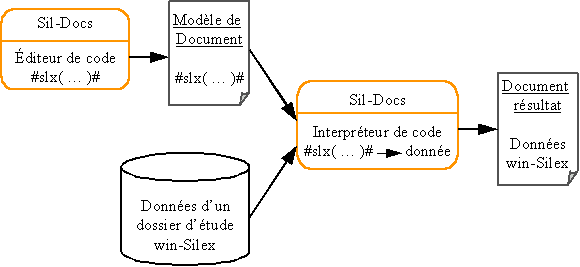 Sil-Docs
Éditeur de code
#slx( ... )#
Modèle de
Document
#slx( ... )#
Données d'un
dossier d'étude
win-Silex
Sil-Docs
Interpréteur de code
#slx( ... )# donnée
Document
résultat
Données
win-Silex